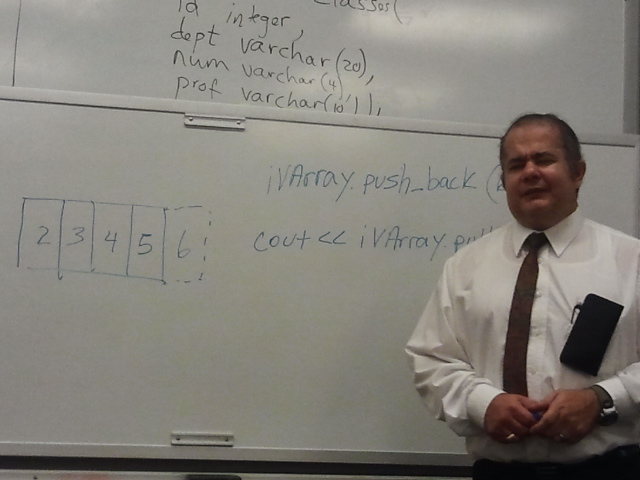 id integer,
dept varchar(20),
num varchar(4),
prof varchar(10));
iVArray.push_back(
2 3 4 5 6
cout << iVArray.